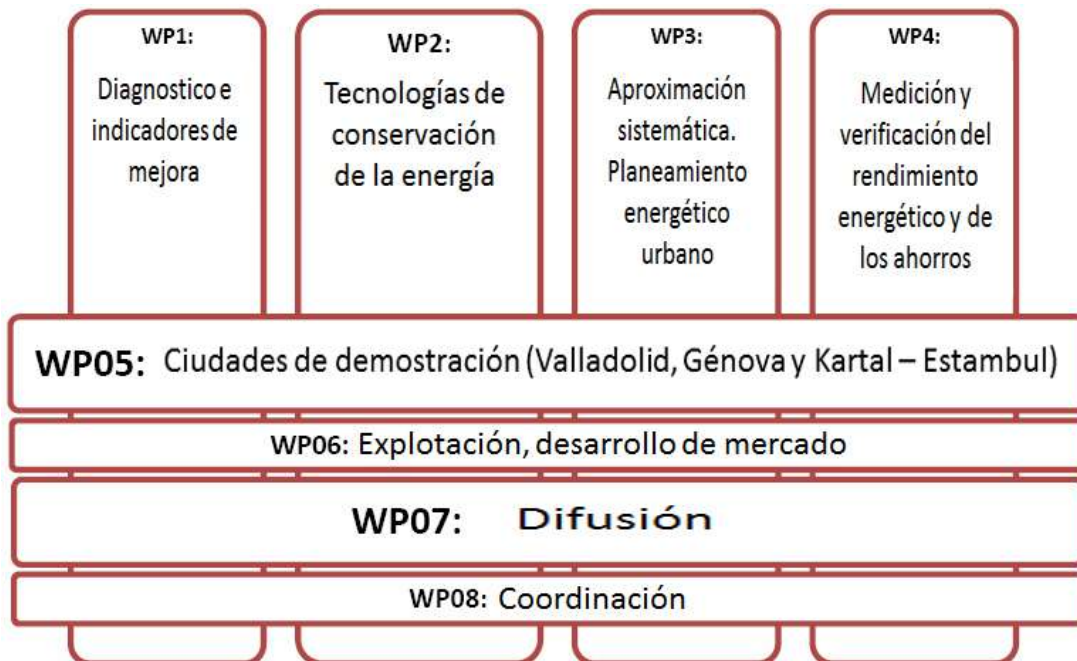 WP1:
Diagnostico e
indicadores de
mejora
WP2:
Tecnologías de
conservación
de la energía
WP3:
Aproximación
sistemática.
Planeamiento
energético
urbano
WP4:
Medición y
verificación del
rendimiento
energético y de
los ahorros
WP05: Ciudades de demostración (Valladolid, Génova y Kartal – Estambul)
WP06: Explotación, desarrollo de mercado
WP07: Difusión
WP08: Coordinación